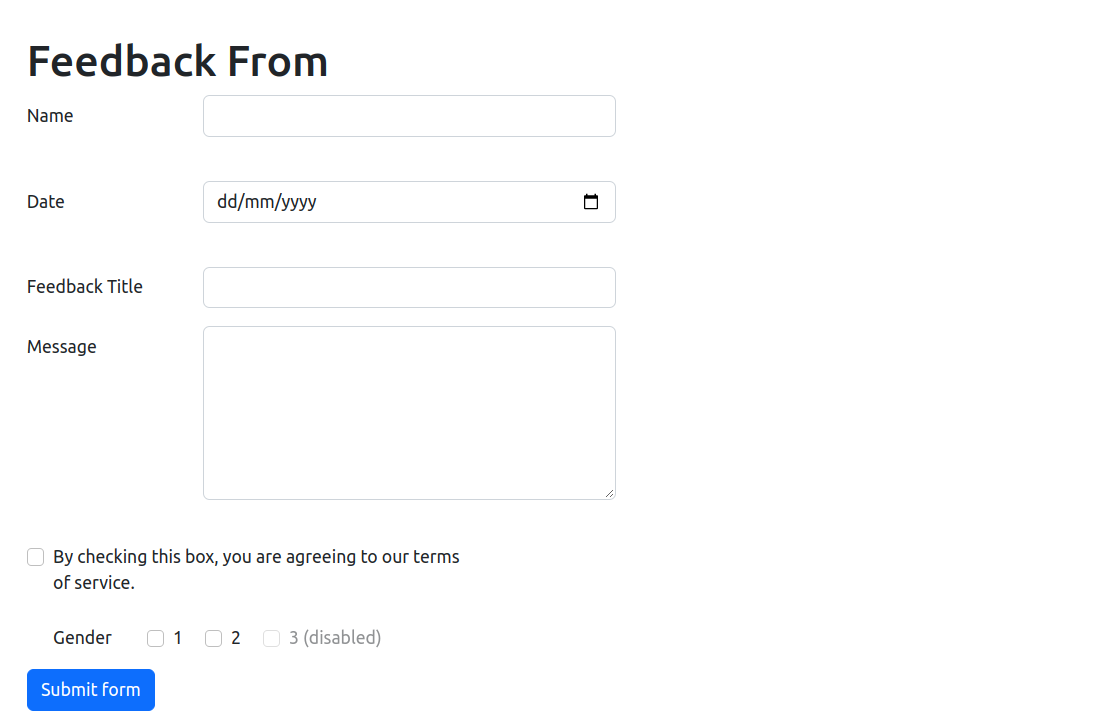 Feedback From
Name
Date
dd/mm/yyyy
Feedback Title
Message
By checking this box, you are agreeing to our terms
of service.
Gender 1 2 3 (disabled)
Submit form